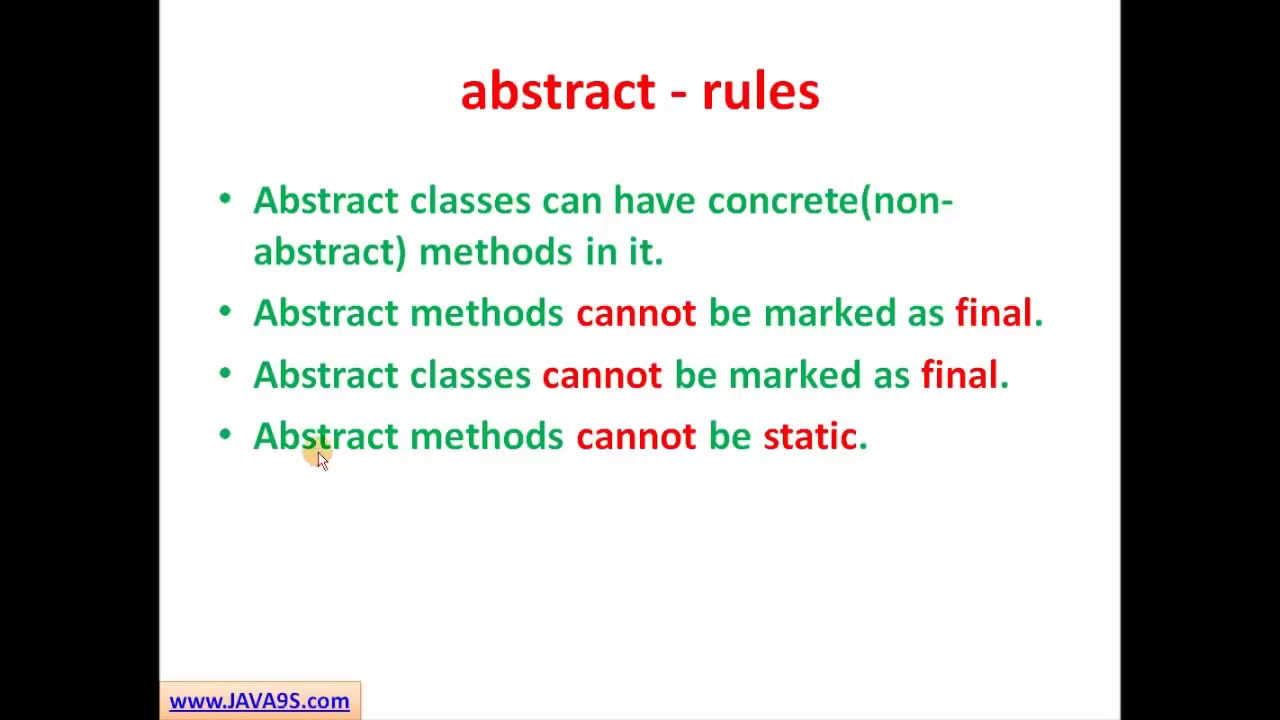 abstract - rules
• Abstract classes can have concrete(non-
abstract) methods in it.
• Abstract methods cannot be marked as final.
• Abstract classes cannot be marked as final.
• Abstract methods cannot be static.
www.JAVA9S.com